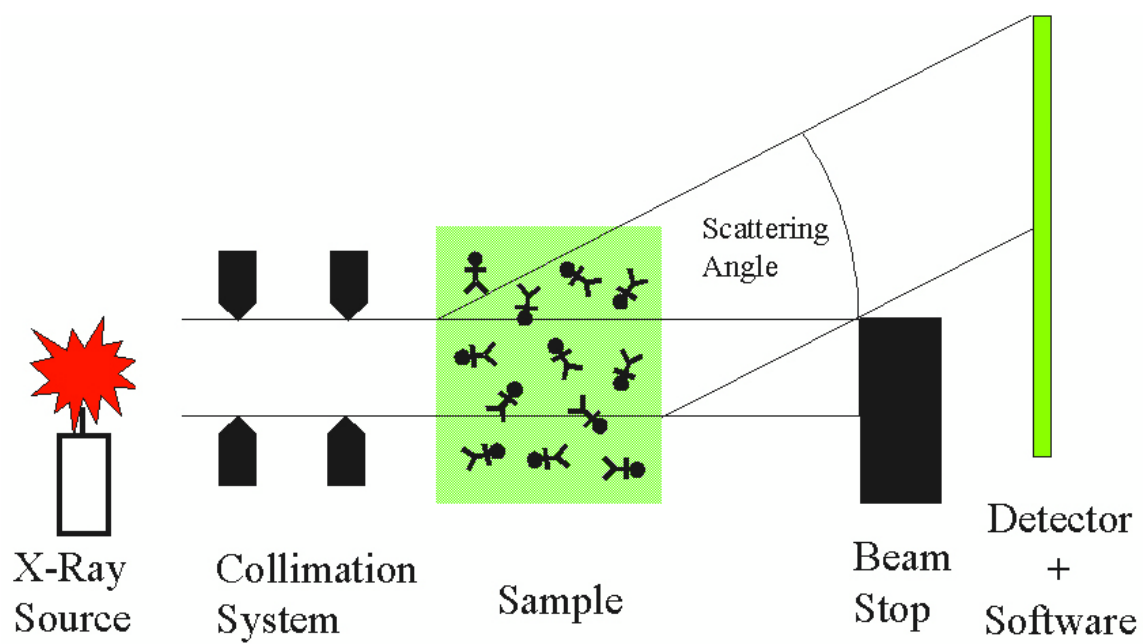 Scattering
Angle
X-Ray
Source
Collimation
System
Sample
Beam
Stop
Detector
+
Software